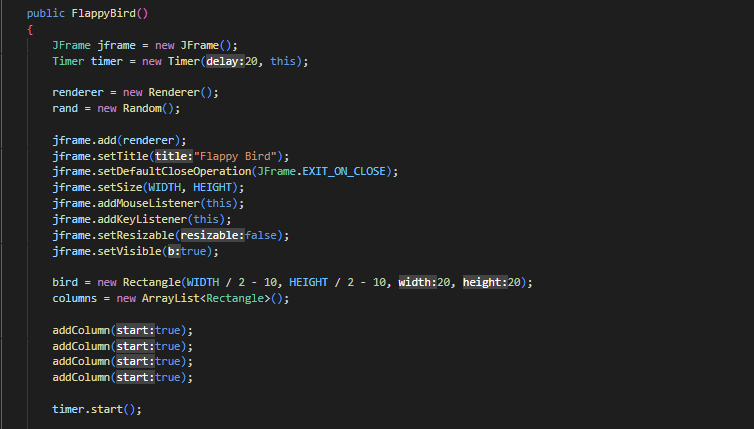 public FlappyBird()
{
JFrame jframe = new JFrame();
Timer timer = new Timer(delay:20, this);
renderer = new Renderer();
rand = new Random();
jframe.add(renderer);
jframe.setTitle(title:"Flappy Bird");
jframe.setDefaultCloseOperation(JFrame.EXIT_ON_CLOSE);
jframe.setSize(WIDTH, HEIGHT);
jframe.addMouseListener(this);
jframe.addKeyListener(this);
jframe.setResizable(resizable:false);
jframe.setVisible(b:true);
bird = new Rectangle(WIDTH / 2 - 10, HEIGHT / 2 - 10, width:20, height:20);
columns = new ArrayList<Rectangle>();
addColumn(start:true);
addColumn(start:true);
addColumn(start:true);
addColumn(start:true);
timer.start();